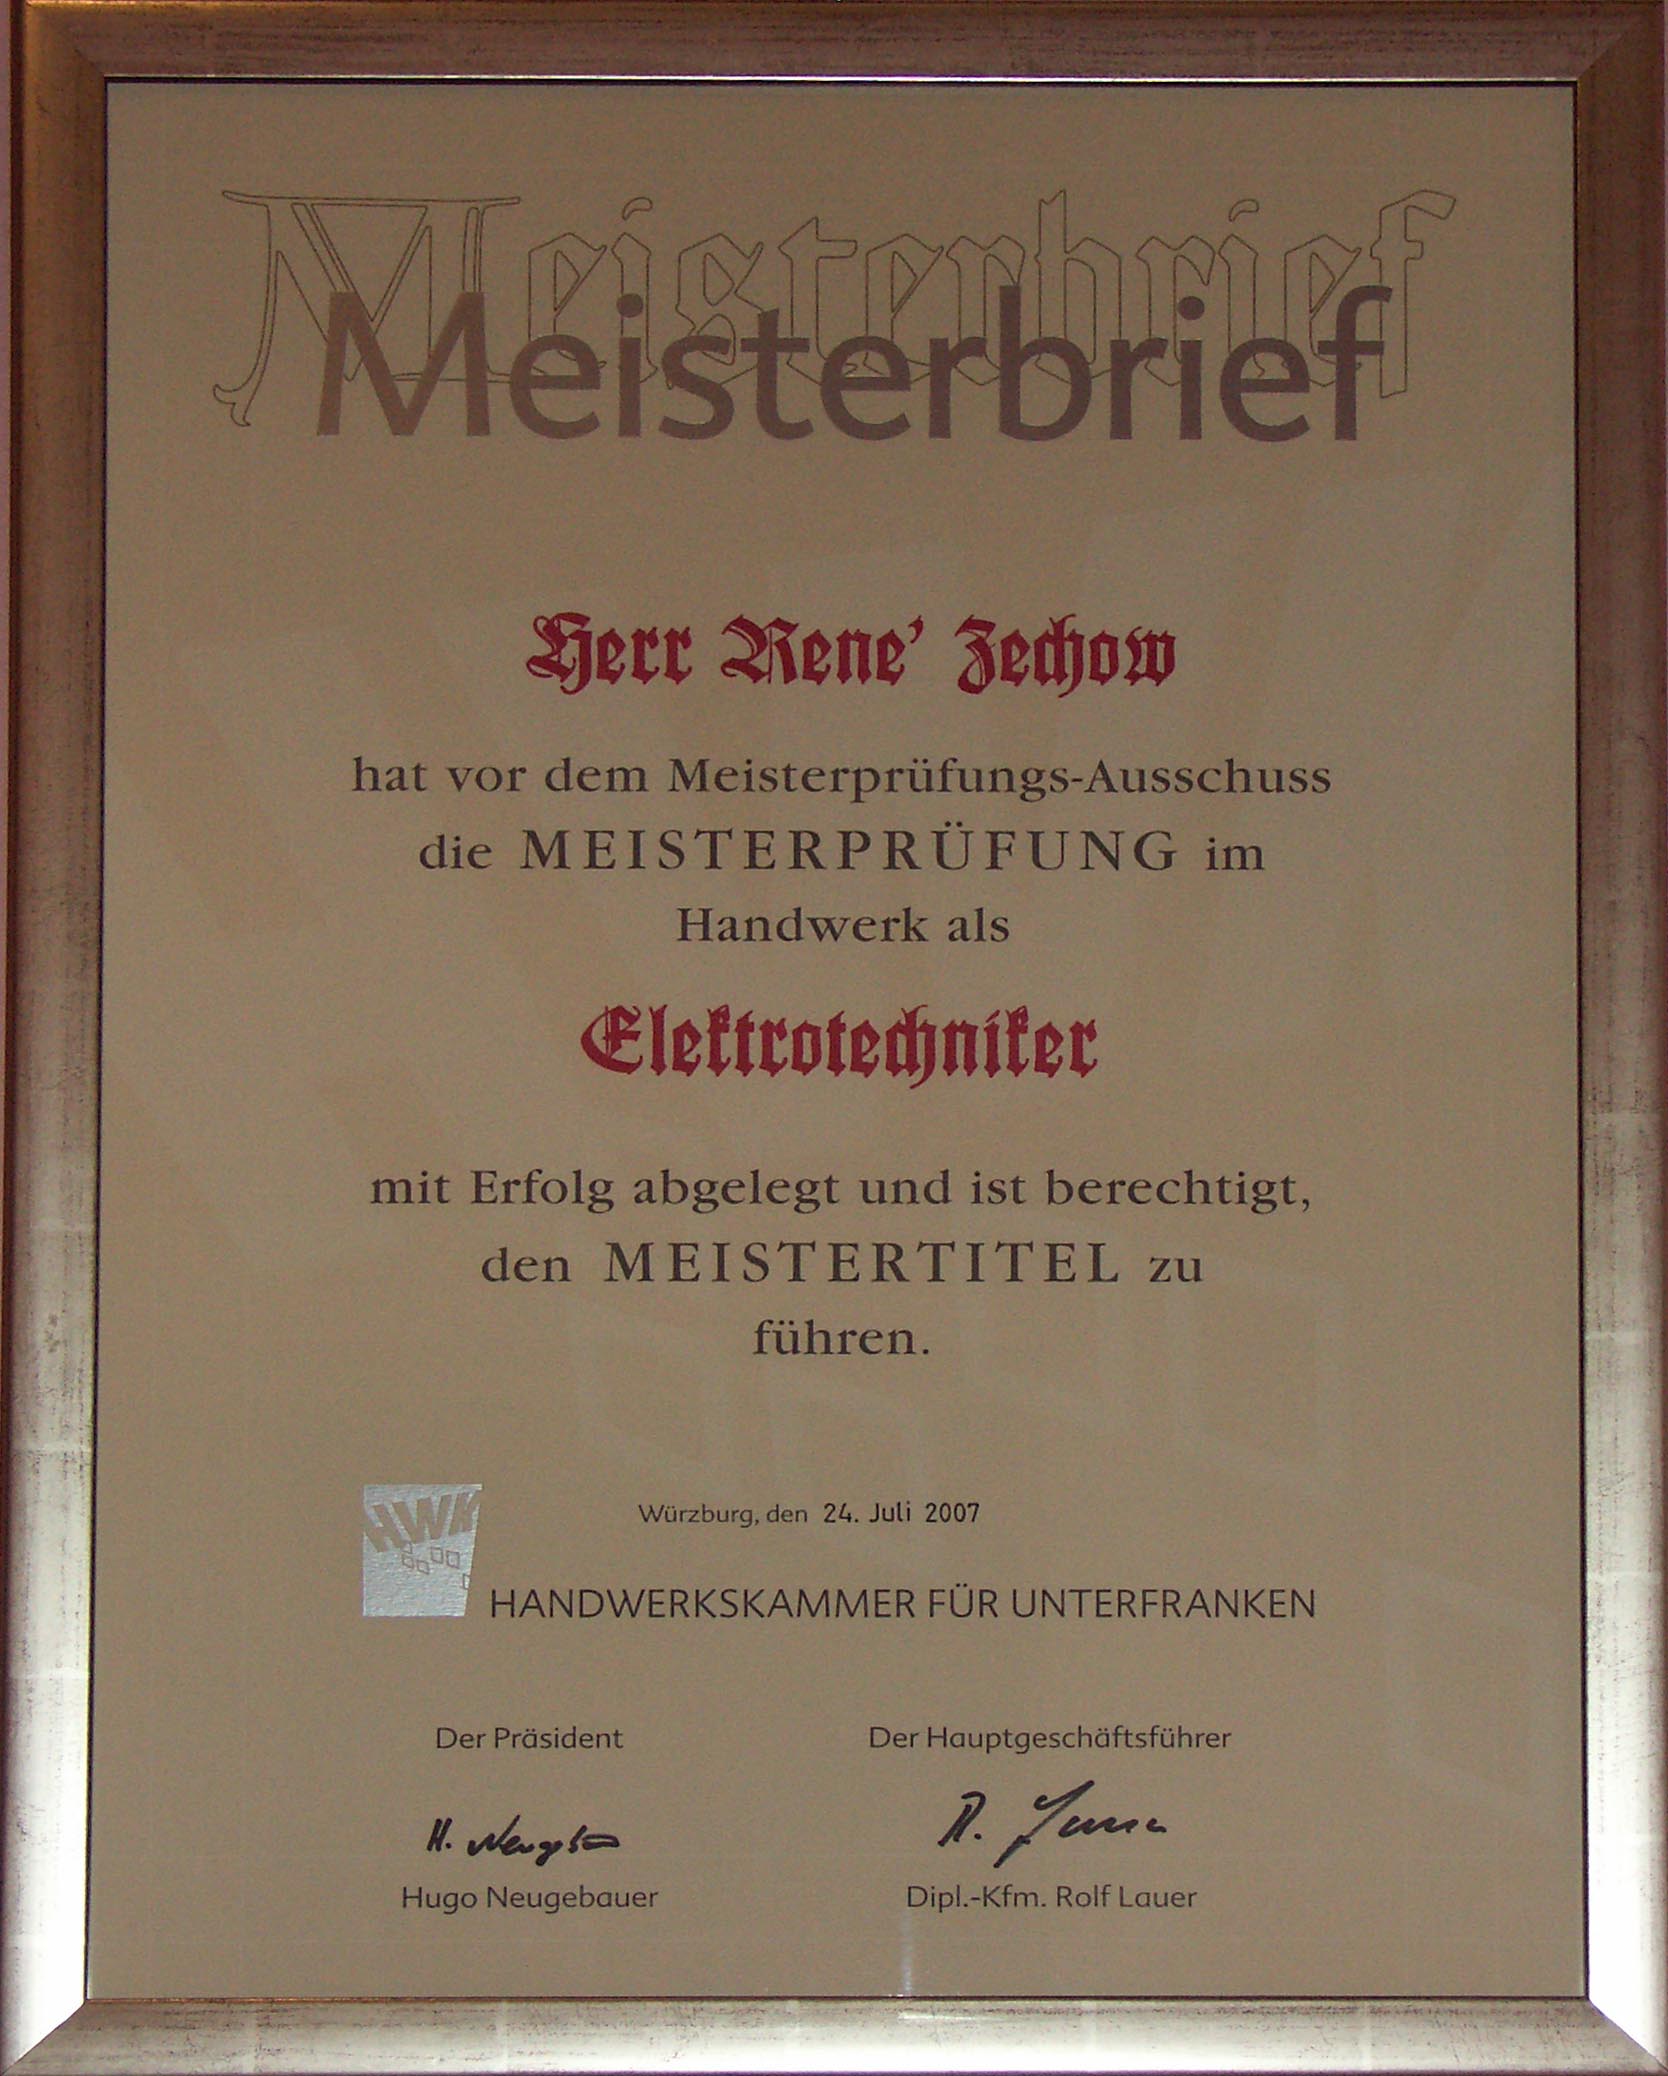 Meisterbrief
Meisterbrief
Herr Rene' Zechow
hat vor dem Meisterprüfungs-Ausschuss
die MEISTERPRÜFUNG im
Handwerk als
Elektrotechniker
mit Erfolg abgelegt und ist berechtigt,
den MEISTERTITEL zu
führen.
HWK
Würzburg, den 24. Juli 2007
HANDWERKSKAMMER FÜR UNTERFRANKEN
Der Präsident
Der Hauptgeschäftsführer
Hugo Neugebauer
Dipl.-Kfm. Rolf Lauer